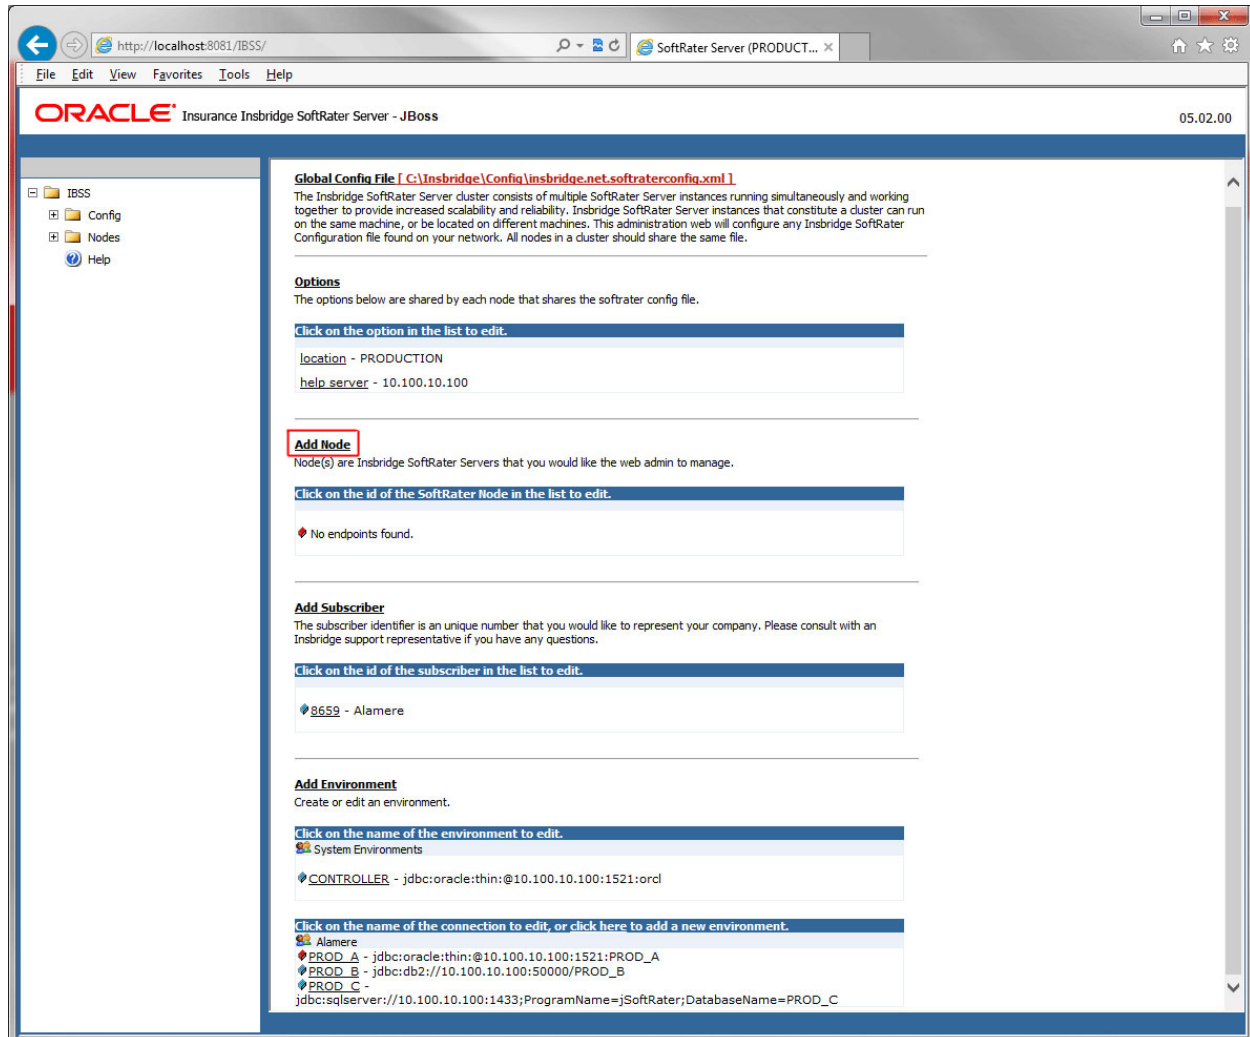 http://localhost:8081/IBSS/
SoftRater Server (PRODUCT...
File Edit View Favorites Tools Help
ORACLE Insurance Insbridge SoftRater Server - JBoss
05.02.00
IBSS
Config
Nodes
Help
Global Config File [ C:\Insbridge\Config\insbridge.net.softraterconfig.xml ]
The Insbridge SoftRater Server cluster consists of multiple SoftRater Server instances running simultaneously and working
together to provide increased scalability and reliability. Insbridge SoftRater Server instances that constitute a cluster can run
on the same machine, or be located on different machines. This administration web will configure any Insbridge SoftRater
Configuration file found on your network. All nodes in a cluster should share the same file.
Options
The options below are shared by each node that shares the softrater config file.
Click on the option in the list to edit.
location - PRODUCTION
help server - 10.100.10.100
Add Node
Node(s) are Insbridge SoftRater Servers that you would like the web admin to manage.
Click on the id of the SoftRater Node in the list to edit.
No endpoints found.
Add Subscriber
The subscriber identifier is an unique number that you would like to represent your company. Please consult with an
Insbridge support representative if you have any questions.
Click on the id of the subscriber in the list to edit.
8659 - Alamere
Add Environment
Create or edit an environment.
Click on the name of the environment to edit.
System Environments
CONTROLLER - jdbc:oracle:thin:@10.100.10.100:1521:orcl
Click on the name of the connection to edit, or click here to add a new environment.
Alamere
PROD_A - jdbc:oracle:thin:@10.100.10.100:1521:PROD_A
PROD_B - jdbc:db2://10.100.10.100:50000/PROD_B
PROD_C -
jdbc:sqlserver://10.100.10.100:1433;ProgramName=jSoftRater;DatabaseName=PROD_C